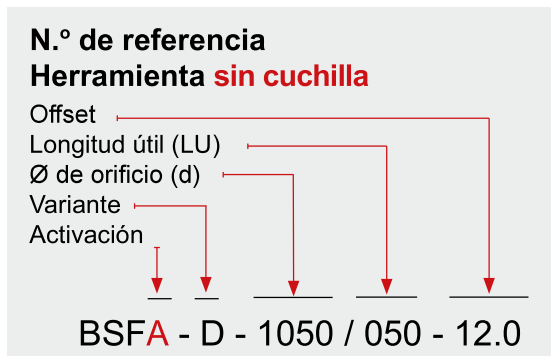 N.º de referencia
Herramienta sin cuchilla
Offset
Longitud útil (LU)
Ø de orificio (d)
Variante
Activación
BSFA - D - 1050 / 050 - 12.0